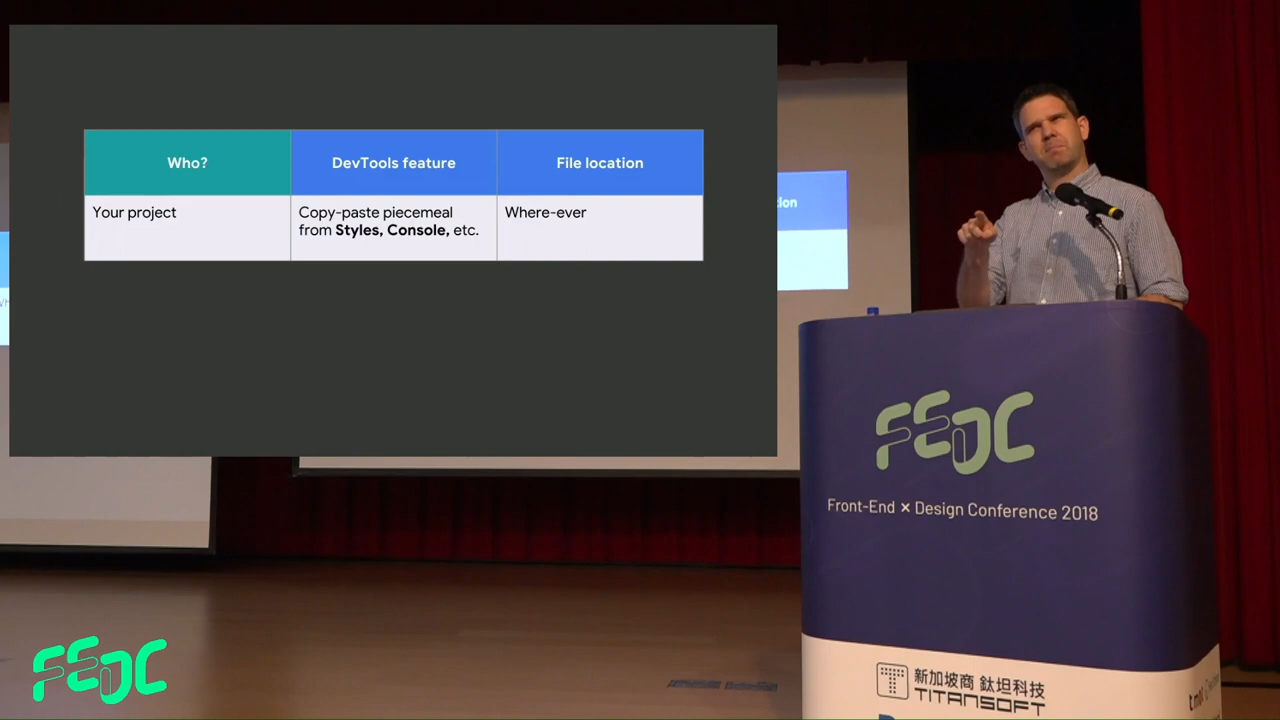 Who?
DevTools feature
File location
Your project
Copy-paste piecemeal
from Styles, Console, etc.
Where-ever
FEDC
Front-End × Design Conference 2018
新加坡商 鈦坦科技
TITANSOFT
FEDC